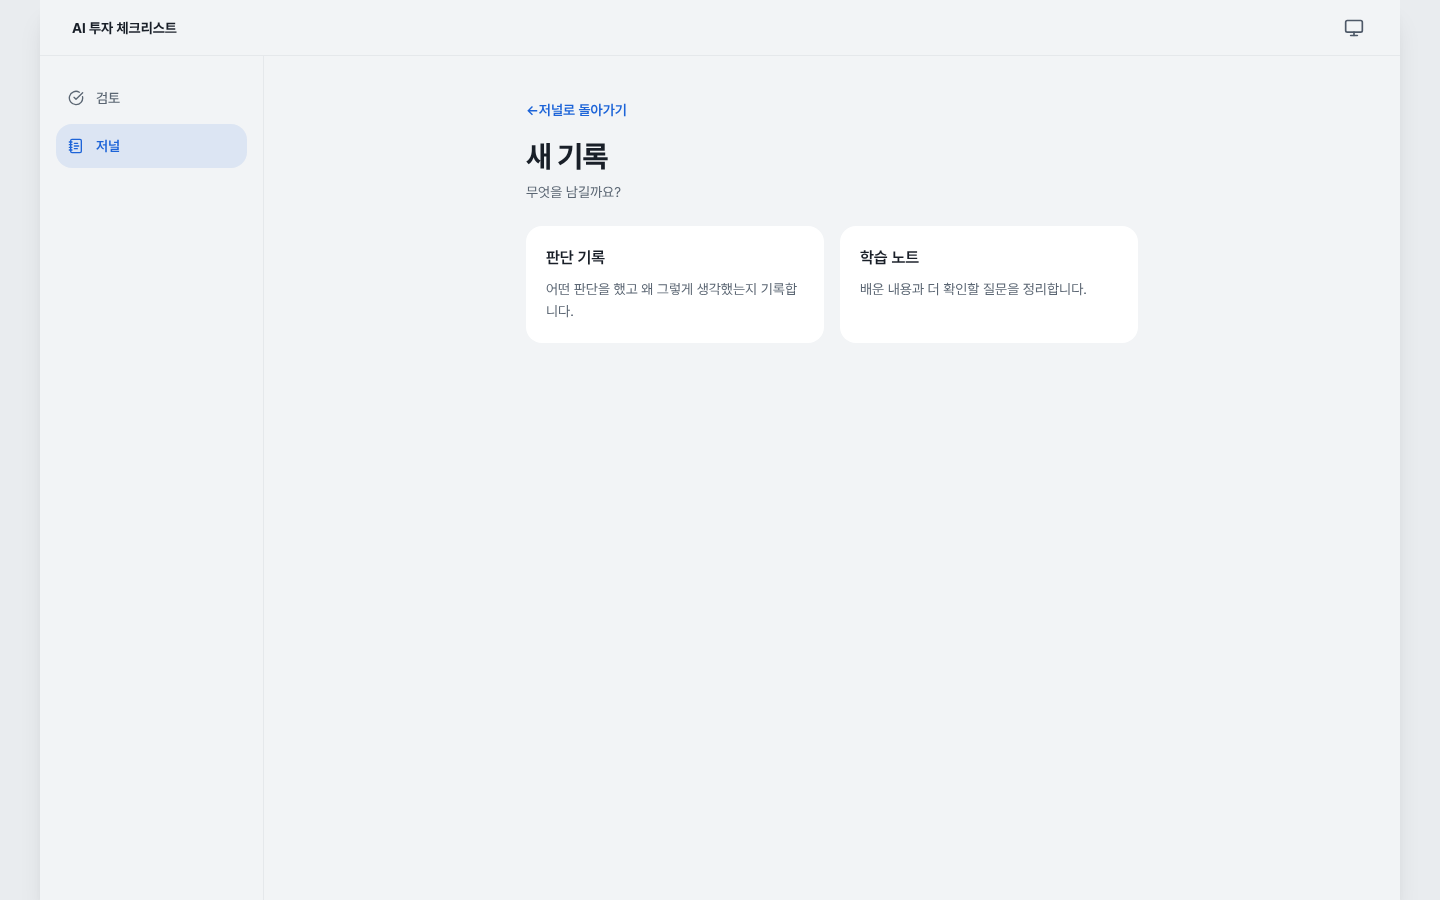 AI 투자 체크리스트
검토
저널
←저널로 돌아가기
새 기록
무엇을 남길까요?
판단 기록
어떤 판단을 했고 왜 그렇게 생각했는지 기록합
니다.
학습 노트
배운 내용과 더 확인할 질문을 정리합니다.